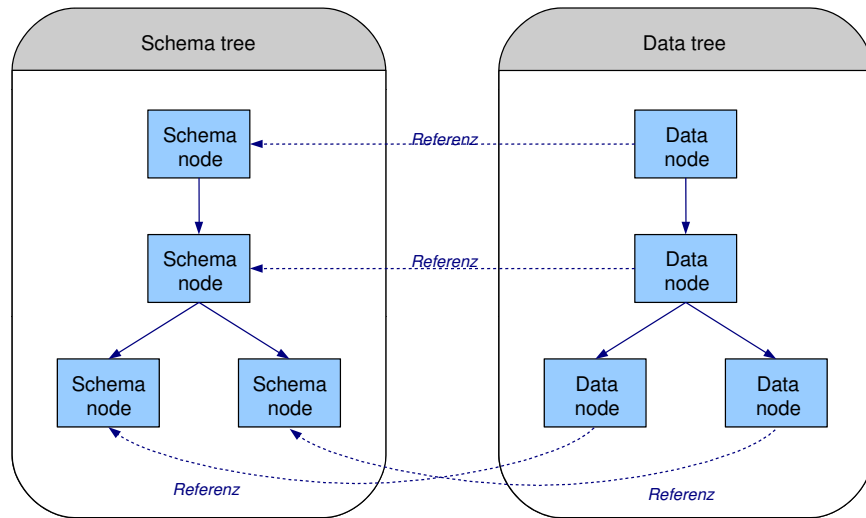 Schema tree
Data tree
Schema
node
Referenz
Data
node
Schema
node
Referenz
Data
node
Schema
node
Schema
node
Data
node
Data
node
Referenz
Referenz